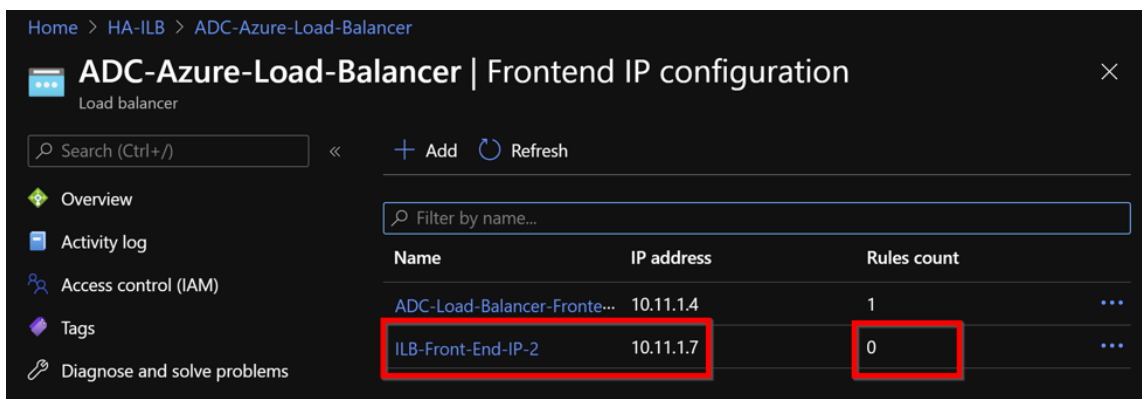 Home > HA-ILB > ADC-Azure-Load-Balancer
ADC-Azure-Load-Balancer | Frontend IP configuration
Load balancer
Search (Ctrl+/)
Add Refresh
Overview
Activity log
Access control (IAM)
Tags
Diagnose and solve problems
Filter by name...
Name IP address Rules count
ADC-Load-Balancer-Fronte··· 10.11.1.4 1
ILB-Front-End-IP-2 10.11.1.7 0